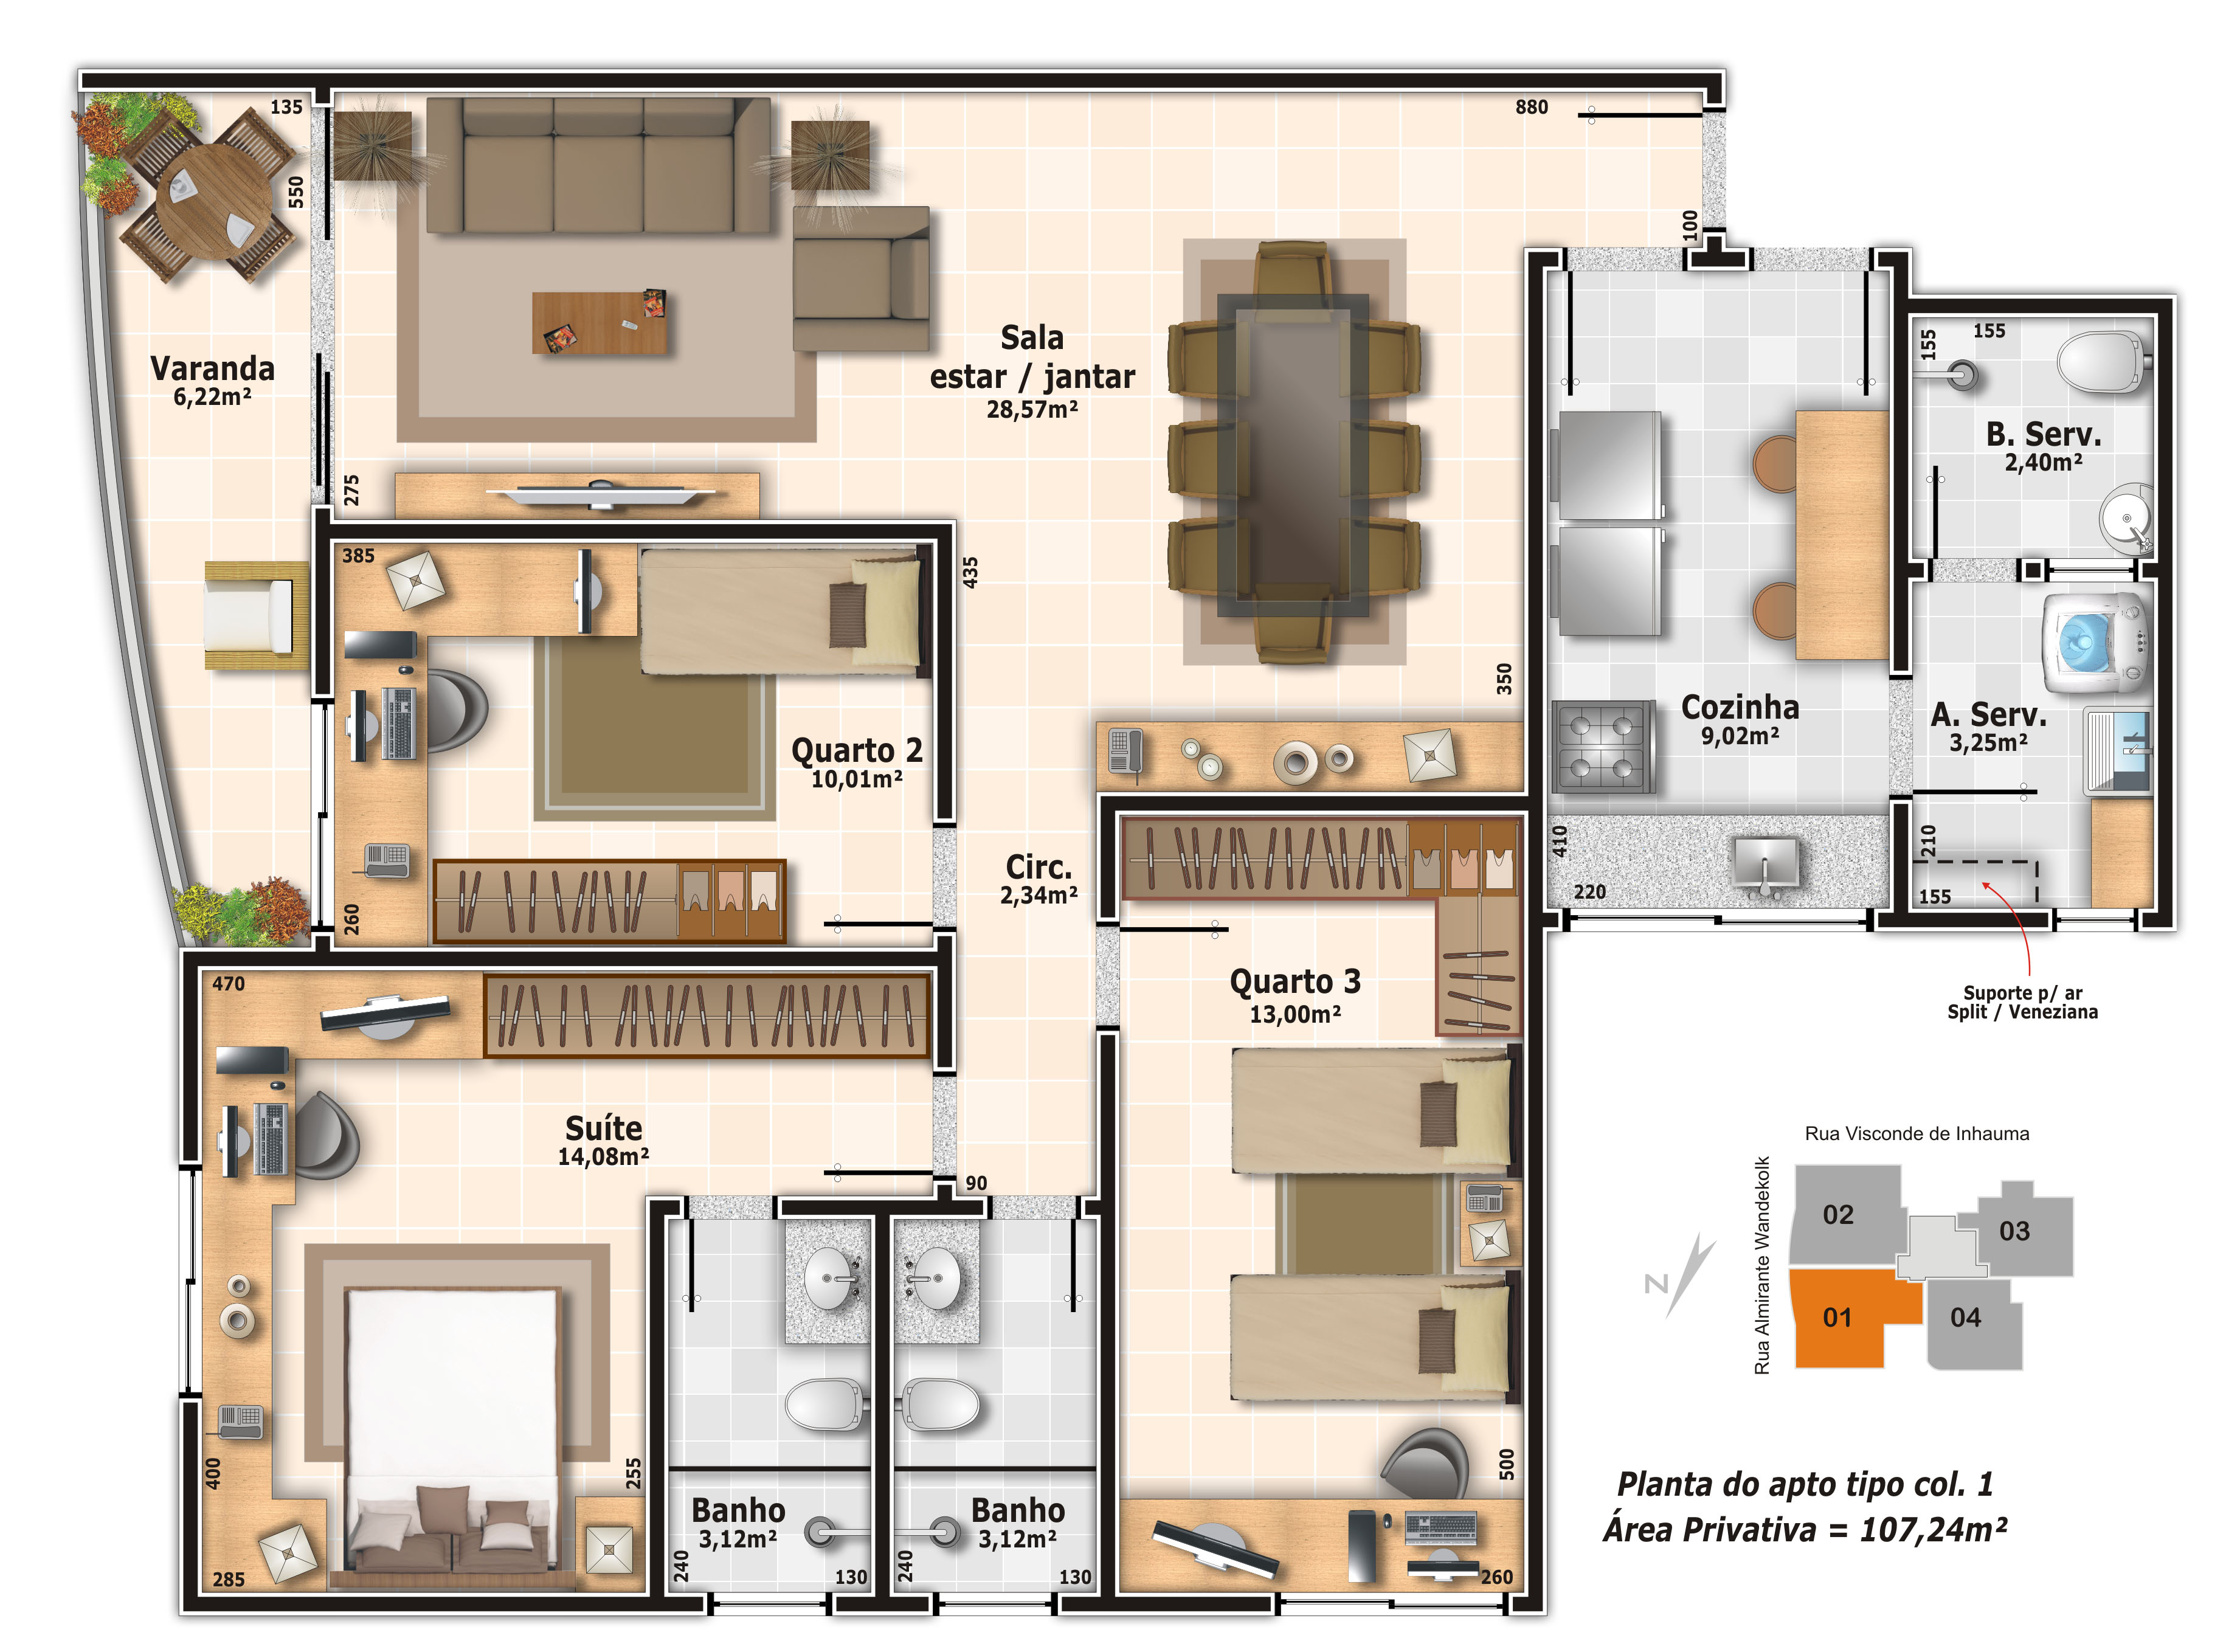 135
880
550
100
Varanda
6,22m²
Sala
estar / jantar
28,57m²
155
155
B. Serv.
2,40m²
275
385
435
350
Quarto 2
10,01m²
Cozinha
9,02m²
A. Serv.
3,25m²
410
210
220
155
260
Circ.
2,34m²
470
Quarto 3
13,00m²
Suporte p/ ar
Split / Veneziana
Suíte
14,08m²
90
Rua Visconde de Inhauma
Rua Almirante Wandekolk
02
03
01
04
N
400
255
500
Banho
3,12m²
Banho
3,12m²
240
130
240
130
285
260
Planta do apto tipo col. 1
Área Privativa = 107,24m²